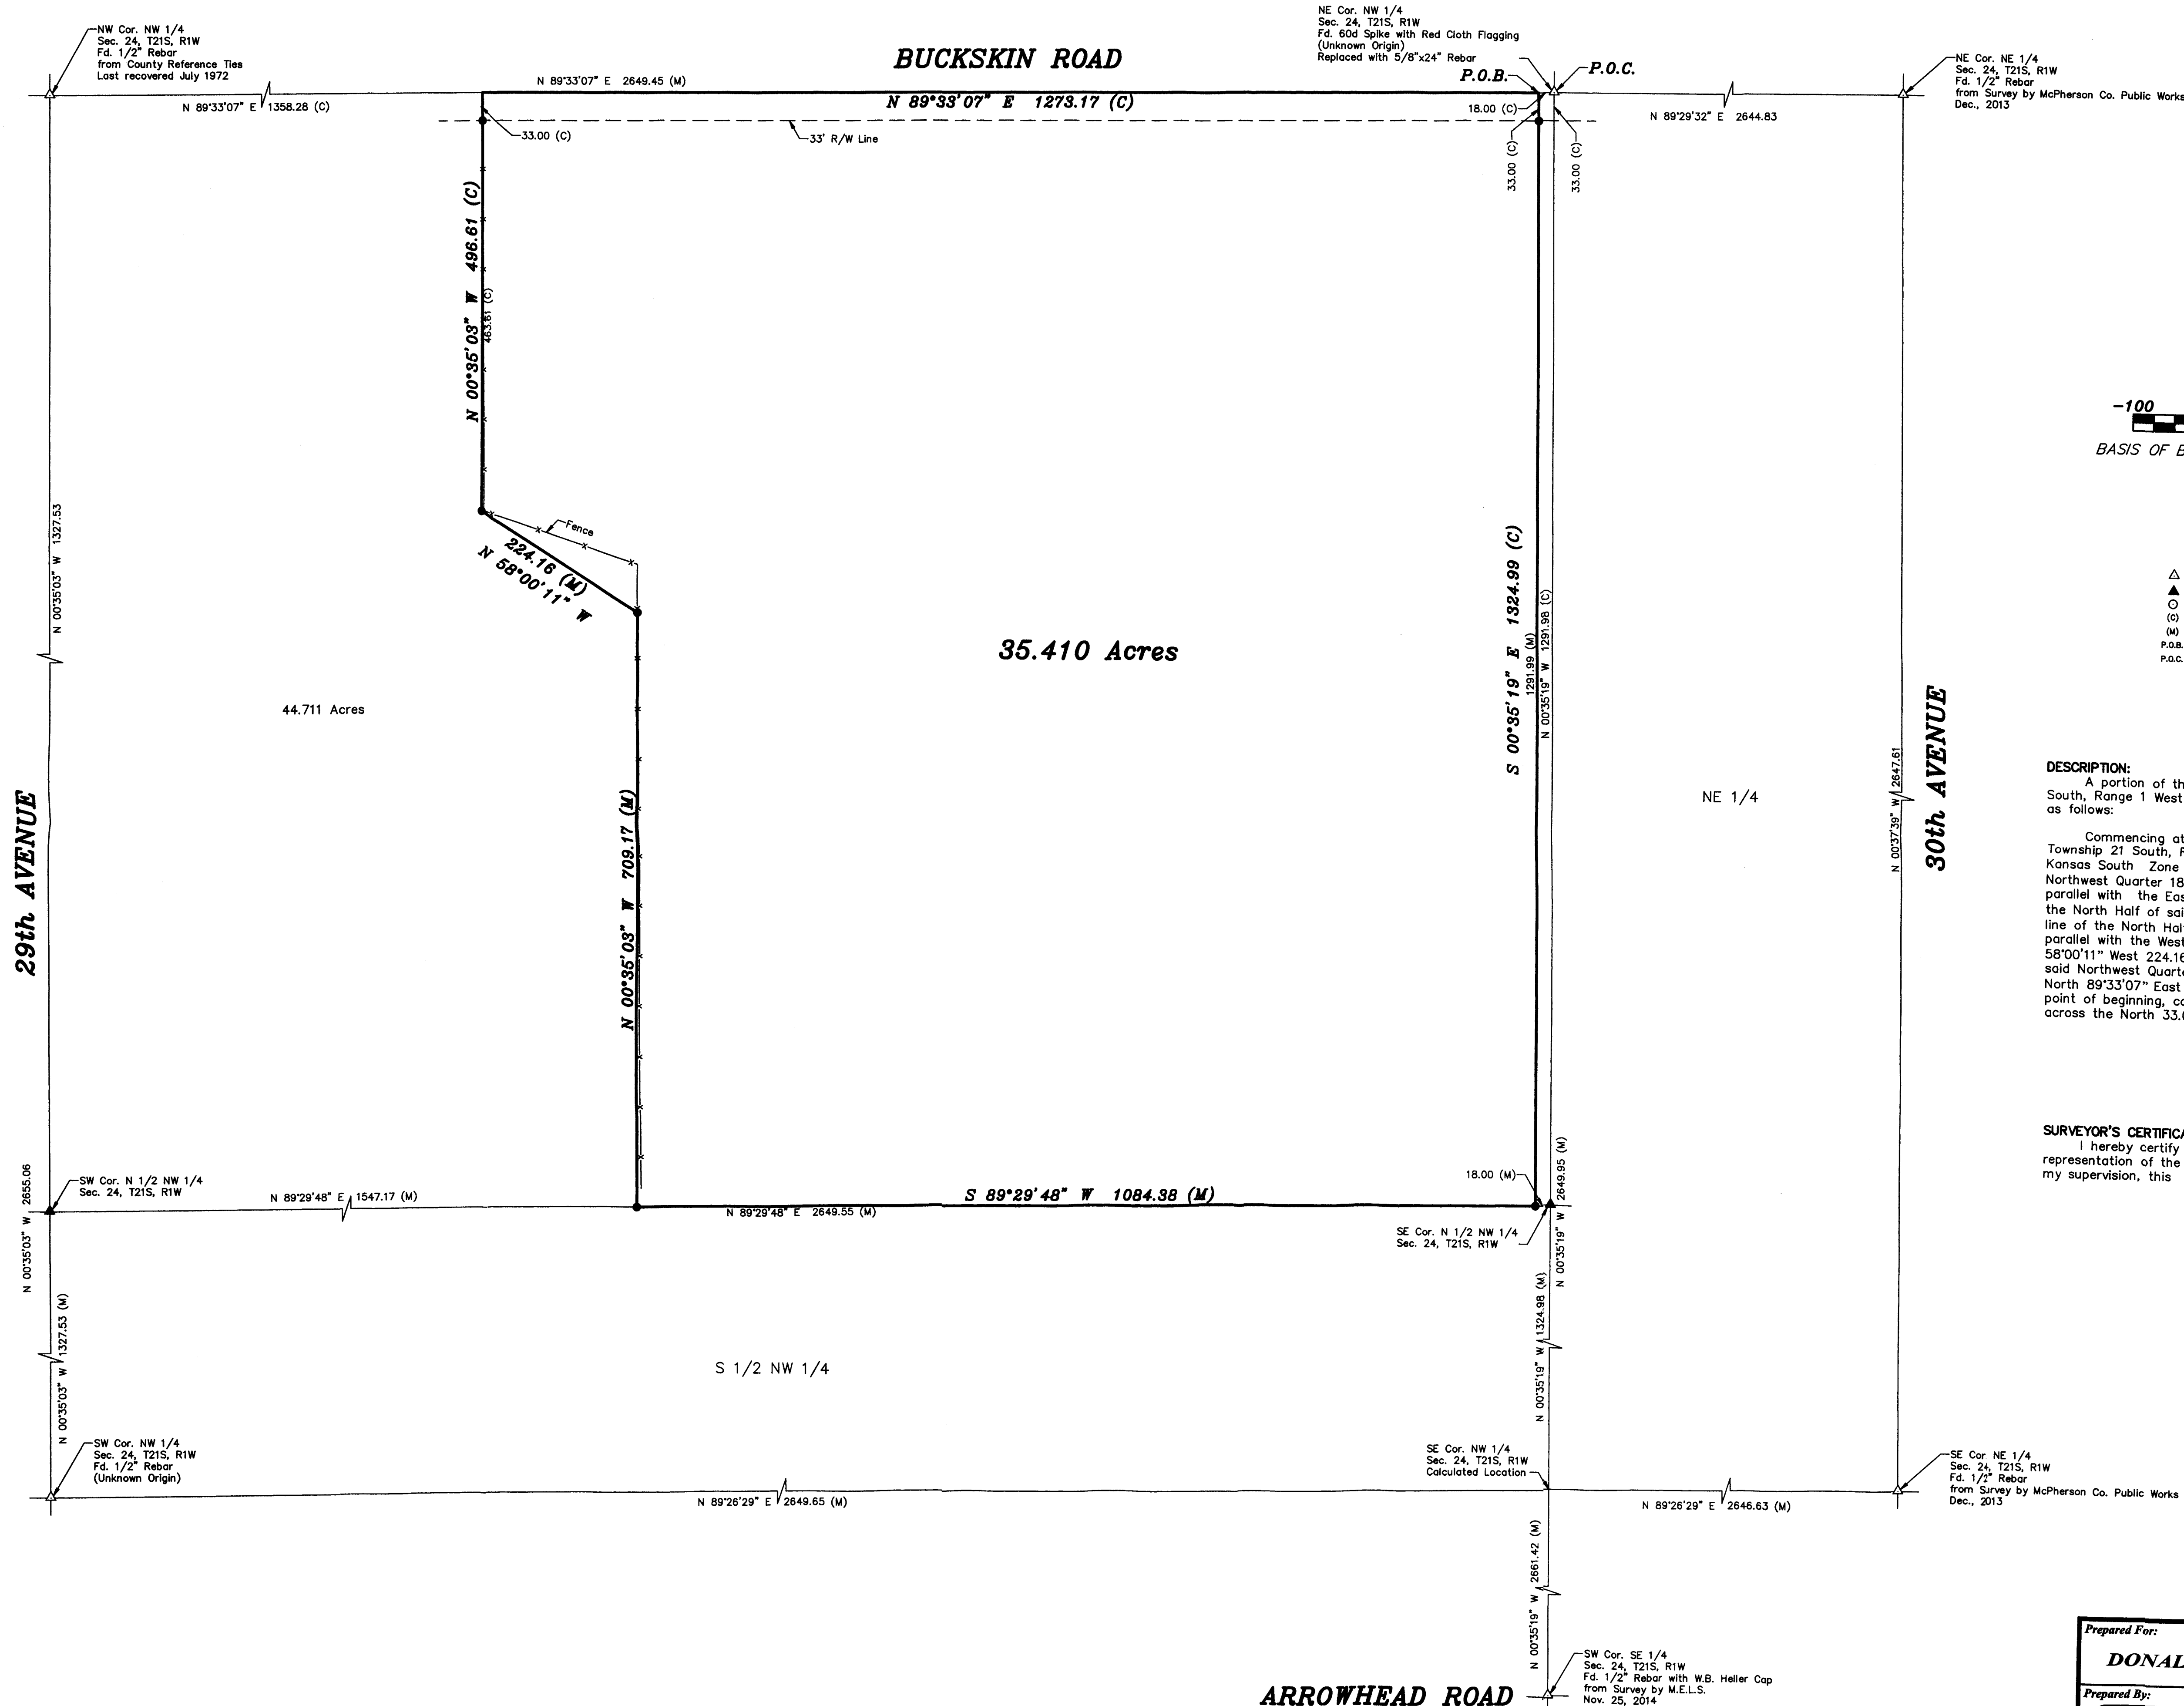 NW Cor. NW 1/4
Sec. 24, T21S, R1W
Fd. 1/2" Rebar
from County Reference Ties
Last recovered July 1972
BUCKSKIN ROAD
NE Cor. NW 1/4
Sec. 24, T21S, R1W
Fd. 60d Spike with Red Cloth Flagging
(Unknown Origin)
Replaced with 5/8"x24" Rebar
P.O.B.
P.O.C.
NE Cor. NE 1/4
Sec. 24, T21S, R1W
Fd. 1/2" Rebar
from Survey by McPherson Co. Public Works
Dec., 2013
N 89°33'07" E 2649.45 (M)
N 89°33'07" E 1358.28 (C)
N 89°33'07" E 1273.17 (C)
18.00 (C)
N 89°29'32" E 2644.83
33.00 (C)
33' R/W Line
33.00 (C)
33.00 (C)
N 00°35'03" W 496.61 (C)
463.61 (C)
-100
BASIS OF B
Fence
224.16 (M)
N 58°00'11" W
N 00°35'03" W 1327.53
S 00°35'19" E 1324.99 (C)
1291.99 (M)
N 00°35'19" W 1291.98 (C)
(C)
(M)
P.O.B.
P.O.C.
35.410 Acres
44.711 Acres
29th AVENUE
N 00°35'03" W 709.17 (M)
NE 1/4
N 00°37'39" W 2647.61
30th AVENUE
DESCRIPTION:
A portion of th
South, Range 1 West
as follows:
Commencing at
Township 21 South, R
Kansas South Zone
Northwest Quarter 18
parallel with the Eas
the North Half of sai
line of the North Hal
parallel with the West
58°00'11" West 224.16
said Northwest Quarte
North 89°33'07" East
point of beginning, co
across the North 33.0
SURVEYOR'S CERTIFICA
I hereby certify
representation of the
my supervision, this
SW Cor. N 1/2 NW 1/4
Sec. 24, T21S, R1W
N 00°35'03" W 2655.06
N 89°29'48" E 1547.17 (M)
S 89°29'48" W 1084.38 (M)
N 89°29'48" E 2649.55 (M)
18.00 (M)
N 00°35'19" W 2649.95 (M)
SE Cor. N 1/2 NW 1/4
Sec. 24, T21S, R1W
N 00°35'03" W 1327.53 (M)
N 00°35'19" W 1324.98 (M)
S 1/2 NW 1/4
SW Cor. NW 1/4
Sec. 24, T21S, R1W
Fd. 1/2" Rebar
(Unknown Origin)
SE Cor. NW 1/4
Sec. 24, T21S, R1W
Calculated Location
SE Cor NE 1/4
Sec. 24, T21S, R1W
Fd. 1/2" Rebar
from Survey by McPherson Co. Public Works
Dec., 2013
N 89°26'29" E 2649.65 (M)
N 89°26'29" E 2646.63 (M)
N 00°35'19" W 2661.42 (M)
SW Cor. SE 1/4
Sec. 24, T21S, R1W
Fd. 1/2" Rebar with W.B. Heller Cap
from Survey by M.E.L.S.
Nov. 25, 2014
ARROWHEAD ROAD
Prepared For:
DONAL
Prepared By: